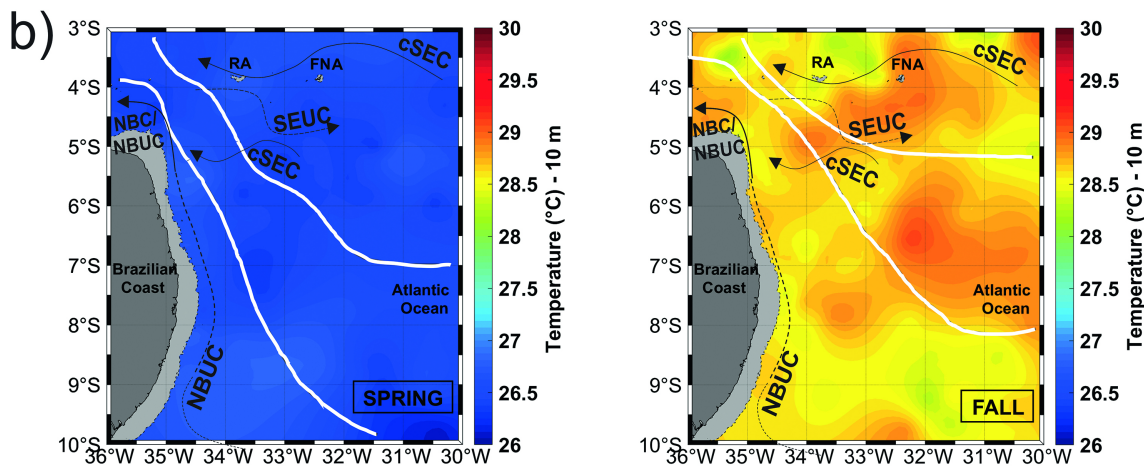 b)
3°S
4°S
5°S
6°S
7°S
8°S
9°S
10°S
36°W 35°W 34°W 33°W 32°W 31°W 30°W
cSEC
RA
FNA
SEUC
NBC/
NBUC
cSEC
Brazilian
Coast
Atlantic
Ocean
NBUC
SPRING
30
29.5
29
28.5
28
27.5
27
26.5
26
Temperature (°C) - 10 m
3°S
4°S
5°S
6°S
7°S
8°S
9°S
10°S
36°W 35°W 34°W 33°W 32°W 31°W 30°W
cSEC
RA
FNA
SEUC
NBC/
NBUC
cSEC
Brazilian
Coast
Atlantic
Ocean
NBUC
FALL
30
29.5
29
28.5
28
27.5
27
26.5
26
Temperature (°C) - 10 m